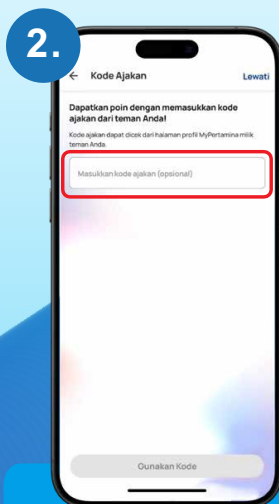 2.
← Kode Ajakan Lewati
Dapatkan poin dengan memasukkan kode
ajakan dari teman Anda!
Kode ajakan dapat dicek dari halaman profil MyPertamina milik
teman Anda.
Masukkan kode ajakan (opsional)
Gunakan Kode